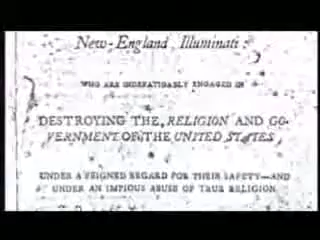 New-England Illuminati:
WHO ARE INDEFATIGABLY ENGAGED IN
DESTROYING THE RELIGION AND GO-
VERNMENT OF THE UNITED STATES
UNDER A FEIGNED REGARD FOR THEIR SAFETY—AND
UNDER AN IMPIOUS ABUSE OF TRUE RELIGION